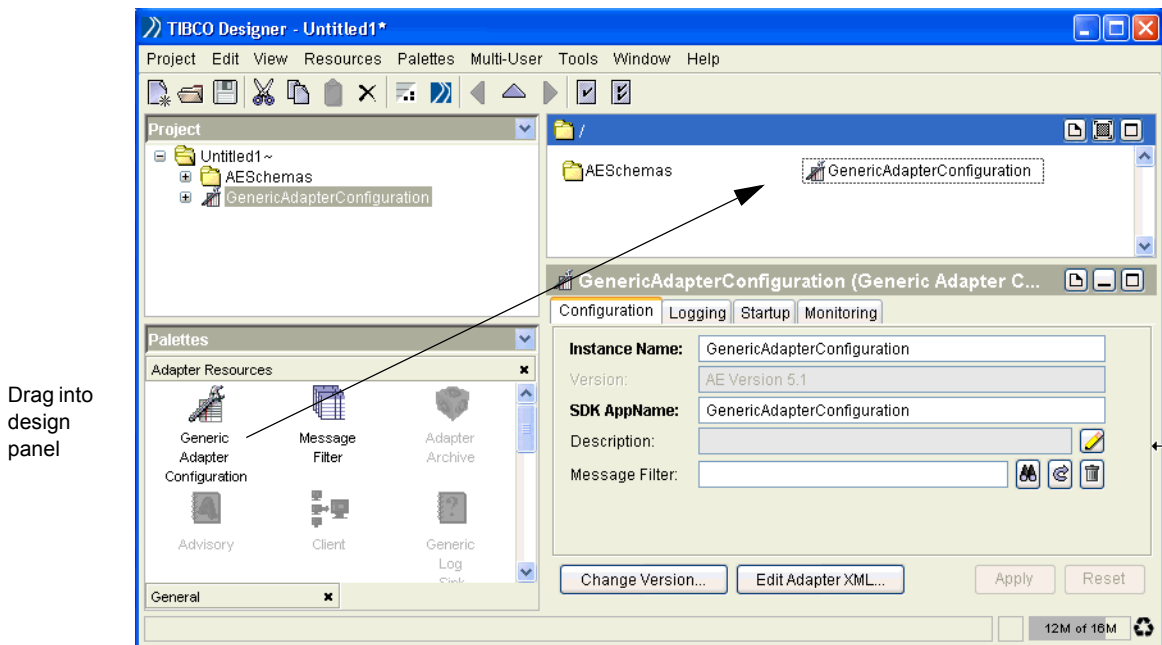 TIBCO Designer - Untitled1*
Project Edit View Resources Palettes Multi-User Tools Window Help
Project
Untitled1~
AESchemas
GenericAdapterConfiguration
/
AESchemas GenericAdapterConfiguration
GenericAdapterConfiguration (Generic Adapter C...
Configuration Logging Startup Monitoring
Instance Name: GenericAdapterConfiguration
Version: AE Version 5.1
SDK AppName: GenericAdapterConfiguration
Description:
Message Filter:
Change Version... Edit Adapter XML... Apply Reset
Palettes
Adapter Resources
Generic
Adapter
Configuration
Message
Filter
Adapter
Archive
Advisory
Client
Generic
Log
Sink
General
12M of 16M
Drag into
design
panel